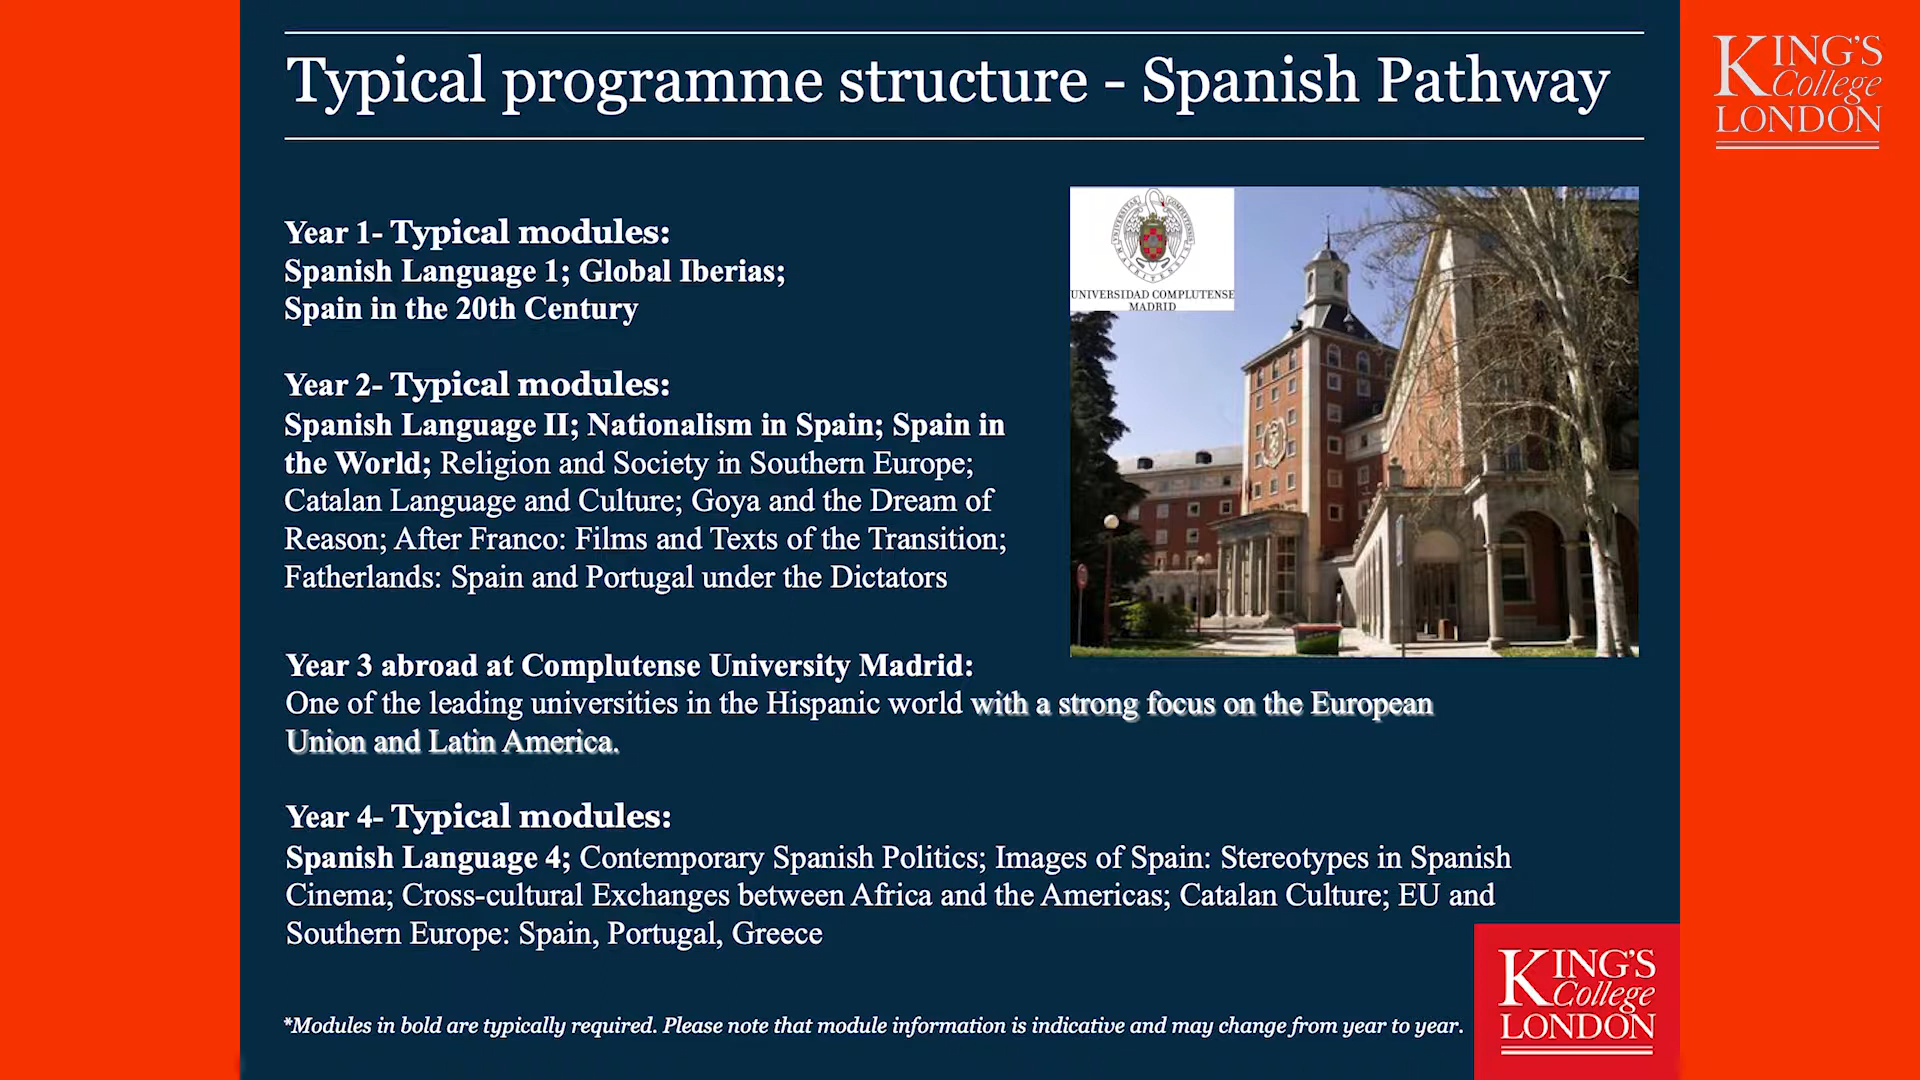 Typical programme structure - Spanish Pathway
KING'S
College
LONDON
Year 1- Typical modules:
Spanish Language 1; Global Iberias;
Spain in the 20th Century
UNIVERSITAS COMPLUTENSIS
MATRITENSIS
UNIVERSIDAD COMPLUTENSE
MADRID
Year 2- Typical modules:
Spanish Language II; Nationalism in Spain; Spain in
the World; Religion and Society in Southern Europe;
Catalan Language and Culture; Goya and the Dream of
Reason; After Franco: Films and Texts of the Transition;
Fatherlands: Spain and Portugal under the Dictators
Year 3 abroad at Complutense University Madrid:
One of the leading universities in the Hispanic world with a strong focus on the European
Union and Latin America.
Year 4- Typical modules:
Spanish Language 4; Contemporary Spanish Politics; Images of Spain: Stereotypes in Spanish
Cinema; Cross-cultural Exchanges between Africa and the Americas; Catalan Culture; EU and
Southern Europe: Spain, Portugal, Greece
*Modules in bold are typically required. Please note that module information is indicative and may change from year to year.
KING'S
College
LONDON